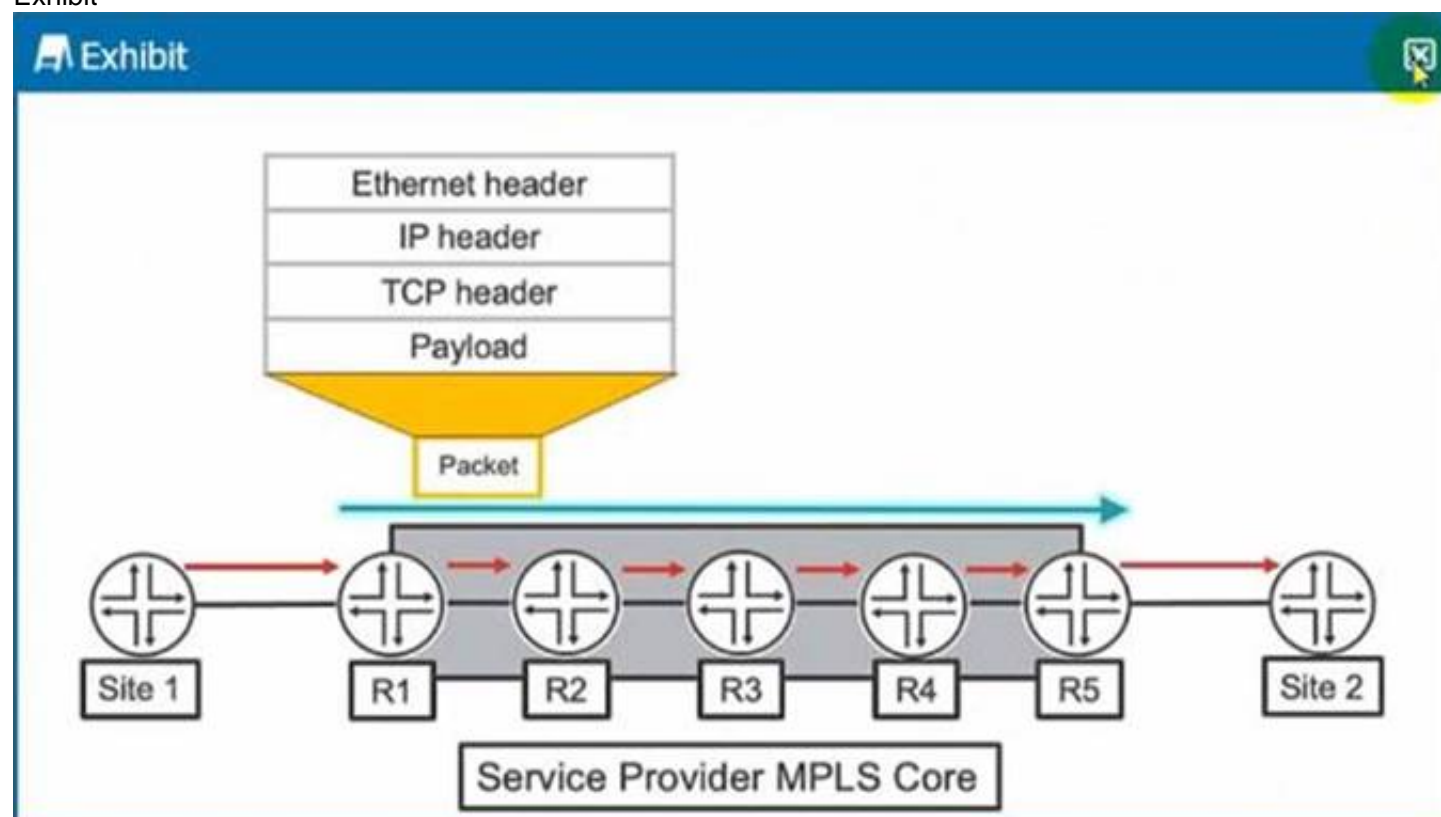 Exhibit
Exhibit
Ethernet header
IP header
TCP header
Payload
Packet
Site 1
R1
R2
R3
R4
R5
Site 2
Service Provider MPLS Core